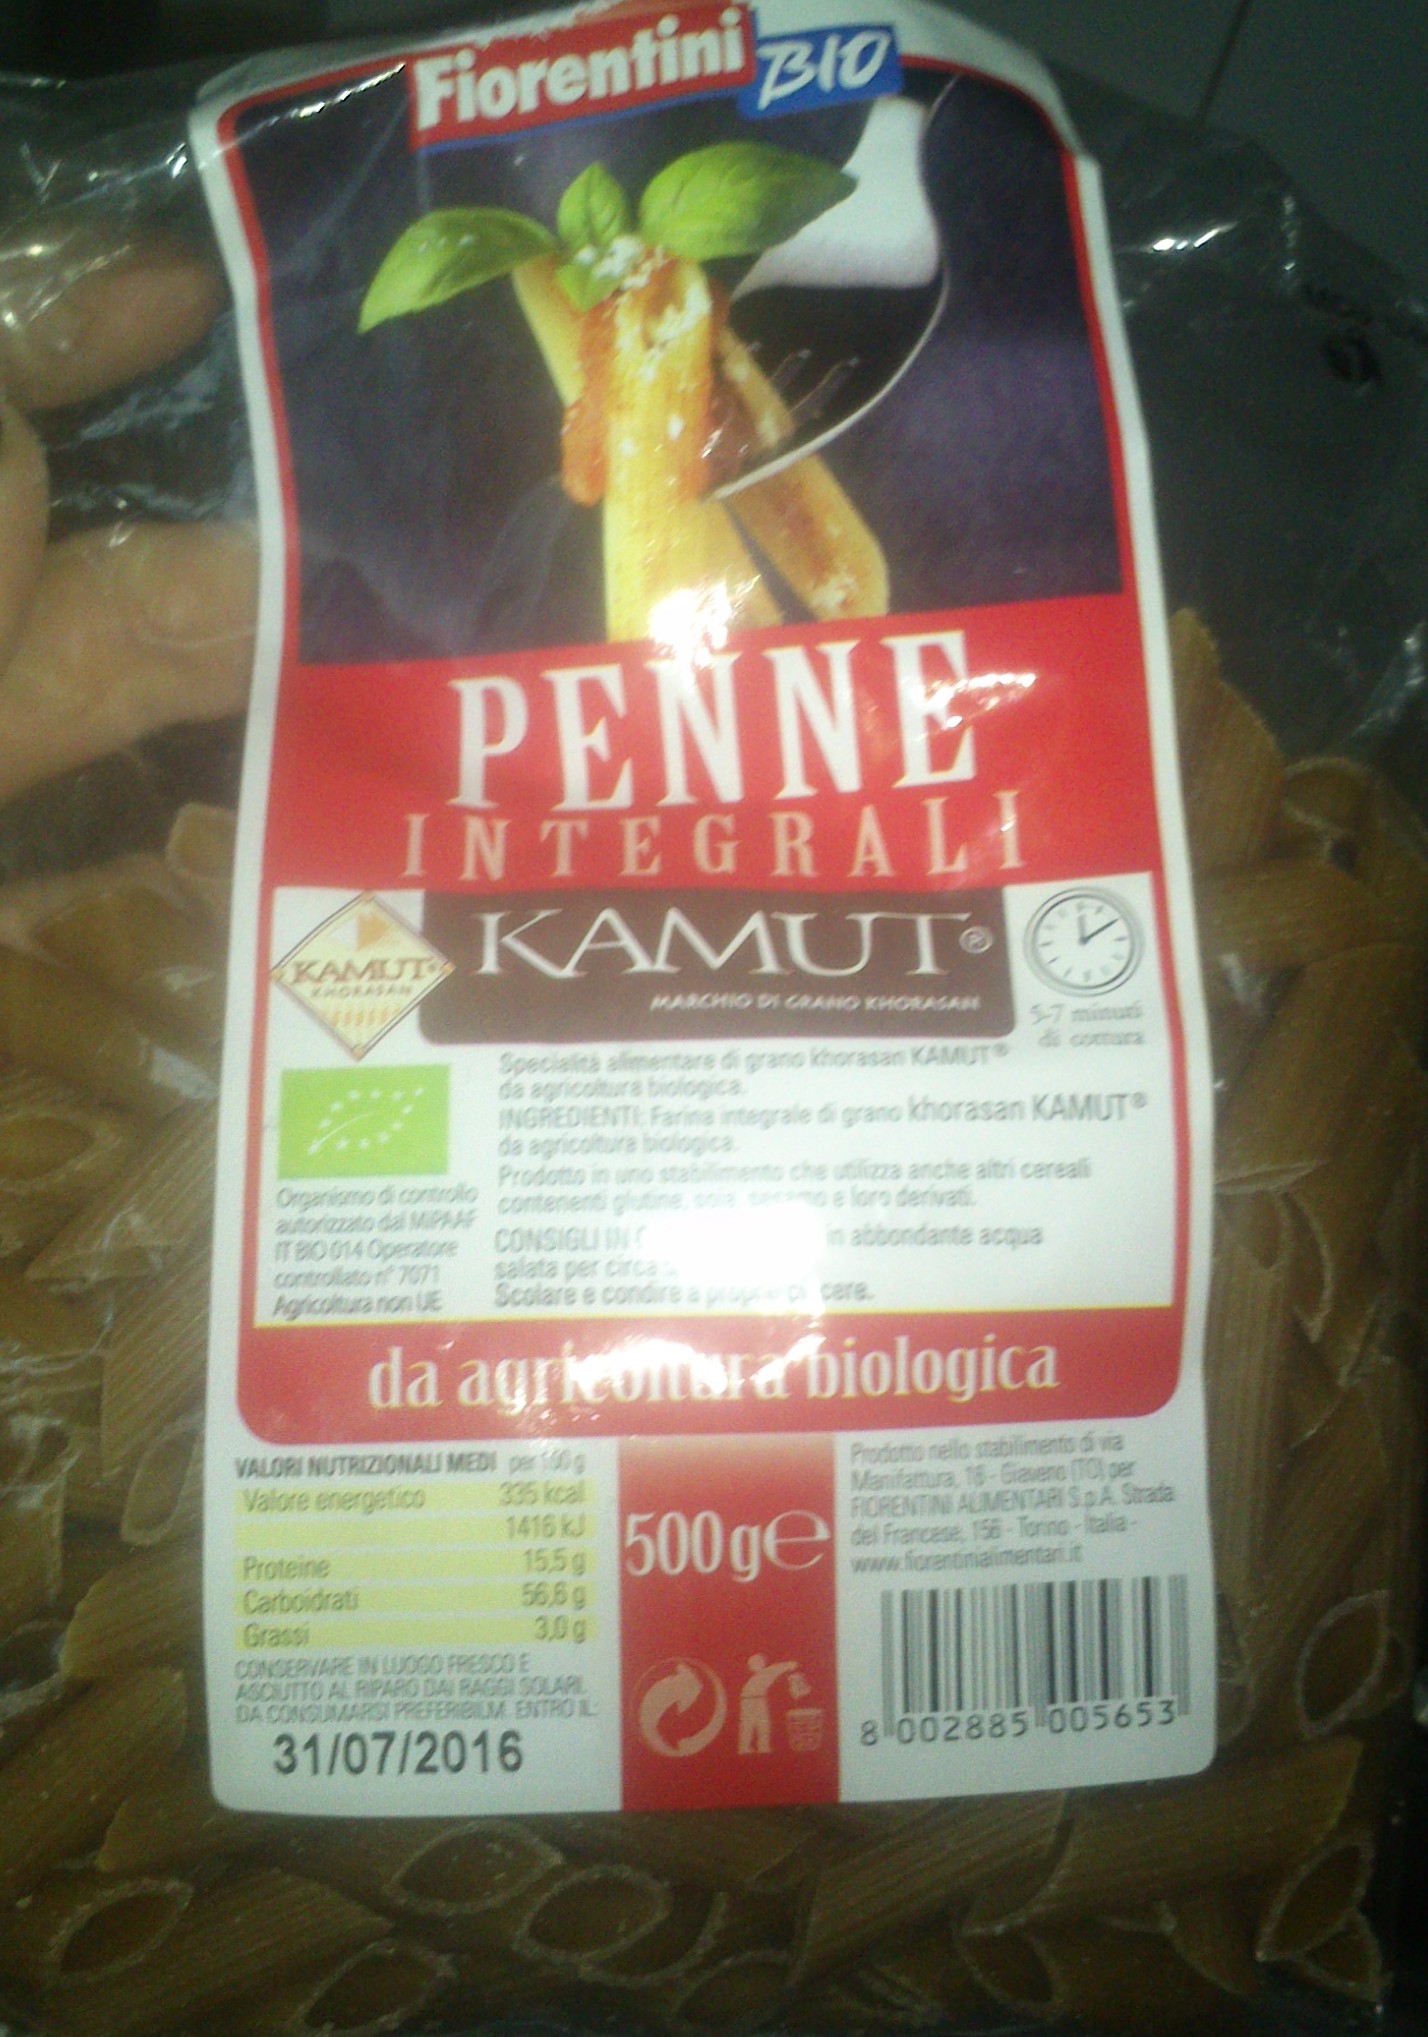 Fiorentini BIO
PENNE
INTEGRALI
KAMUT®
KHORASAN
KAMUT®
MARCHIO DI GRANO KHORASAN
5-7 minuti
di cottura
Specialità alimentare di grano khorasan KAMUT®
da agricoltura biologica.
INGREDIENTI: Farina integrale di grano khorasan KAMUT®
da agricoltura biologica.
Prodotto in uno stabilimento che utilizza anche altri cereali
contenenti glutine, soia, sesamo e loro derivati.
CONSIGLI IN in abbondante acqua
salata per circa
Scolare e condire a proprio piacere.
Organismo di controllo
autorizzato dal MiPAAF
IT BIO 014 Operatore
controllato n° 7071
Agricoltura non UE
da agricoltura biologica
VALORI NUTRIZIONALI MEDI per 100 g
Valore energetico 335 kcal
1416 kJ
Proteine 15,5 g
Carboidrati 56,6 g
Grassi 3,0 g
CONSERVARE IN LUOGO FRESCO E
ASCIUTTO AL RIPARO DAI RAGGI SOLARI.
DA CONSUMARSI PREFERIBILM. ENTRO IL:
31/07/2016
500 g e
Prodotto nello stabilimento di via
Manifattura, 16 - Giaveno (TO) per
FIORENTINI ALIMENTARI S.p.A. Strada
del Francese, 156 - Torino - Italia -
www.fiorentinialimentari.it
8 002885 005653